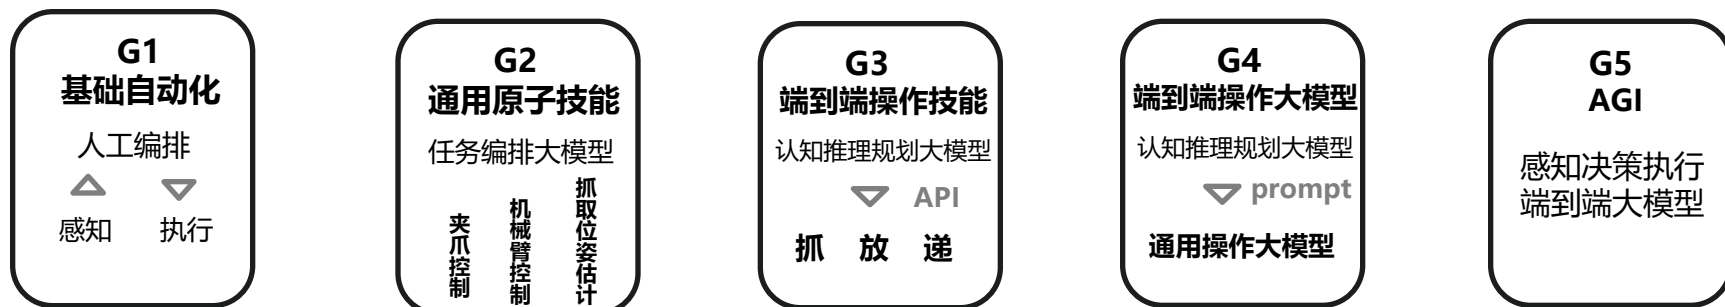 G1
基础自动化
人工编排
感知 执行
G2
通用原子技能
任务编排大模型
夹爪控制
机械臂控制
抓取位姿估计
G3
端到端操作技能
认知推理规划大模型
API
抓 放 递
G4
端到端操作大模型
认知推理规划大模型
prompt
通用操作大模型
G5
AGI
感知决策执行
端到端大模型